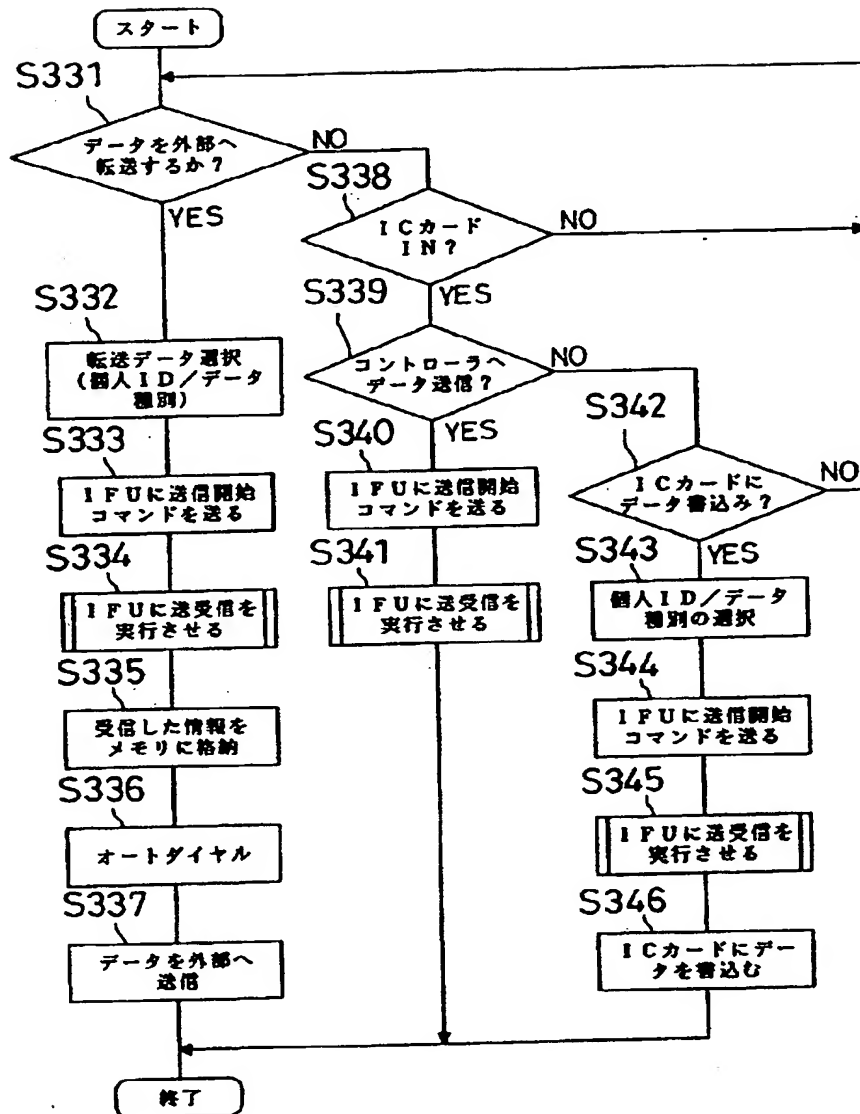 スタート
S331
データを外部へ
転送するか？
NO
YES
S338
ICカード
IN？
NO
YES
S332
転送データ選択
(個人ID／データ
種別)
S339
コントローラへ
データ送信？
NO
YES
S333
IFUに送信開始
コマンドを送る
S340
IFUに送信開始
コマンドを送る
S342
ICカードに
データ書込み？
NO
YES
S334
IFUに送受信を
実行させる
S341
IFUに送受信を
実行させる
S343
個人ID／データ
種別の選択
S335
受信した情報を
メモリに格納
S344
IFUに送信開始
コマンドを送る
S336
オートダイヤル
S345
IFUに送受信を
実行させる
S337
データを外部へ
送信
S346
ICカードにデー
タを書込む
終了